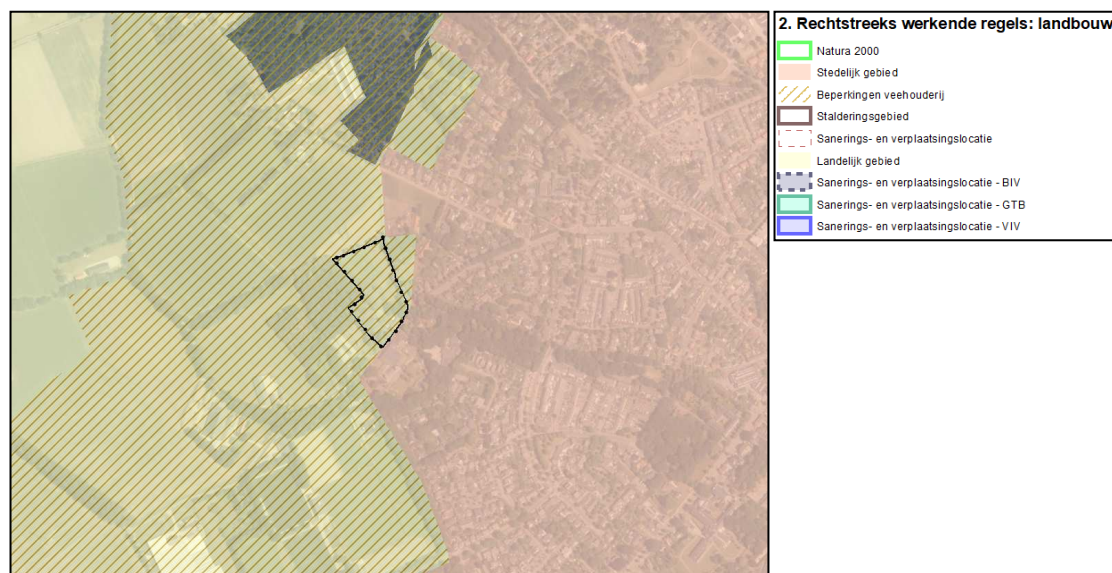 2. Rechtstreeks werkende regels: landbouw
Natura 2000
Stedelijk gebied
Beperkingen veehouderij
Stalderingsgebied
Sanerings- en verplaatsingslocatie
Landelijk gebied
Sanerings- en verplaatsingslocatie - BIV
Sanerings- en verplaatsingslocatie - GTB
Sanerings- en verplaatsingslocatie - VIV